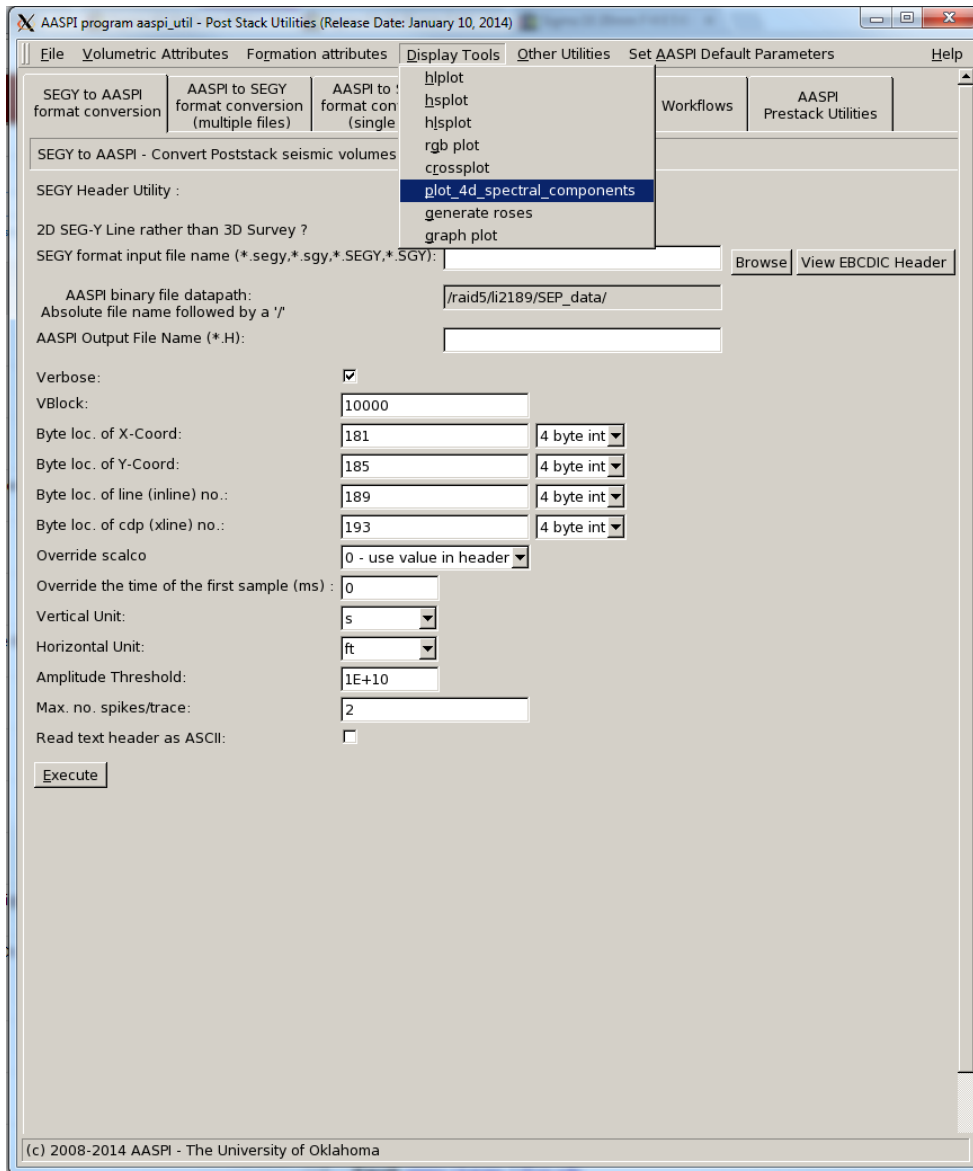 AASPI program aaspi_util - Post Stack Utilities (Release Date: January 10, 2014)
File Volumetric Attributes Formation attributes Display Tools Other Utilities Set AASPI Default Parameters Help
hlplot
hsplot
hlsplot
rgb plot
crossplot
plot_4d_spectral_components
generate roses
graph plot
SEGY to AASPI
format conversion
AASPI to SEGY
format conversion
(multiple files)
AASPI to
format con
(single
Workflows
AASPI
Prestack Utilities
SEGY to AASPI - Convert Poststack seismic volumes
SEGY Header Utility :
2D SEG-Y Line rather than 3D Survey ?
SEGY format input file name (*.segy,*.sgy,*.SEGY,*.SGY): Browse View EBCDIC Header
AASPI binary file datapath: /raid5/li2189/SEP_data/
Absolute file name followed by a '/'
AASPI Output File Name (*.H):
Verbose:
VBlock: 10000
Byte loc. of X-Coord: 181 4 byte int
Byte loc. of Y-Coord: 185 4 byte int
Byte loc. of line (inline) no.: 189 4 byte int
Byte loc. of cdp (xline) no.: 193 4 byte int
Override scalco 0 - use value in header
Override the time of the first sample (ms) : 0
Vertical Unit: s
Horizontal Unit: ft
Amplitude Threshold: 1E+10
Max. no. spikes/trace: 2
Read text header as ASCII:
Execute
(c) 2008-2014 AASPI - The University of Oklahoma